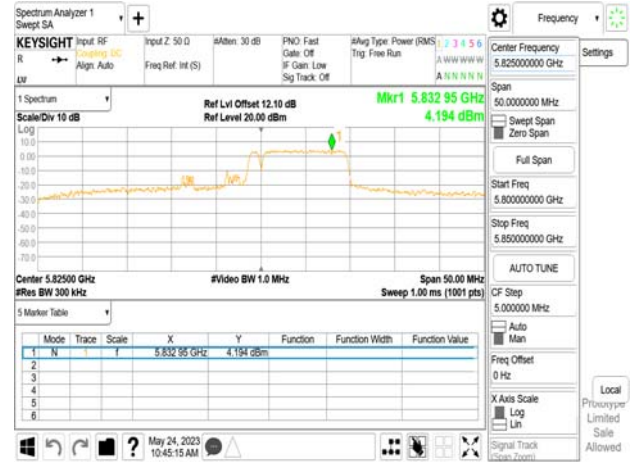 Spectrum Analyzer 1
Swept SA
Frequency
KEYSIGHT
Input: RF
Coupling: DC
Align: Auto
Input Z: 50 Ω
Freq Ref: Int (S)
#Atten: 30 dB
PNO: Fast
Gate: Off
IF Gain: Low
Sig Track: Off
#Avg Type: Power (RMS
Trig: Free Run
1 2 3 4 5 6
A W W W W W
A N N N N N
R
LVI
1 Spectrum
Scale/Div 10 dB
Ref Lvl Offset 12.10 dB
Ref Level 20.00 dBm
Mkr1 5.832 95 GHz
4.194 dBm
Log
10.0
0.00
-10.0
-20.0
-30.0
-40.0
-50.0
-60.0
-70.0
1
Center 5.82500 GHz
#Res BW 300 kHz
#Video BW 1.0 MHz
Span 50.00 MHz
Sweep 1.00 ms (1001 pts)
5 Marker Table
Mode Trace Scale X Y Function Function Width Function Value
1 N 1 f 5.832 95 GHz 4.194 dBm
2
3
4
5
6
May 24, 2023
10:45:15 AM
Center Frequency
5.825000000 GHz
Settings
Span
50.0000000 MHz
Swept Span
Zero Span
Full Span
Start Freq
5.800000000 GHz
Stop Freq
5.850000000 GHz
AUTO TUNE
CF Step
5.000000 MHz
Auto
Man
Freq Offset
0 Hz
X Axis Scale
Log
Lin
Signal Track
(Span Zoom)
Local
Prototype
Limited
Sale
Allowed